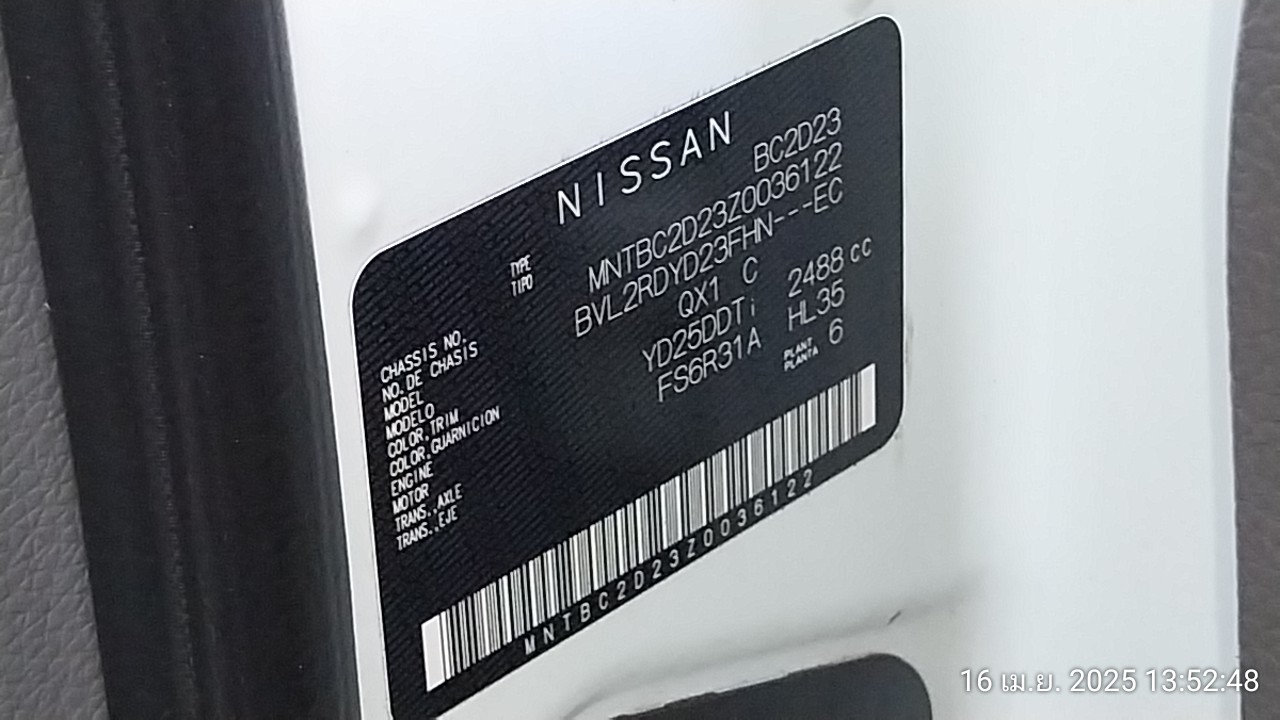 NISSAN
TYPE BC2D23
TIPO
CHASSIS NO. MNTBC2D23Z0036122
NO. DE CHASIS
MODEL BVL2RDYD23FHN---EC
MODELO
COLOR, TRIM QX1 C
COLOR, GUARNICION
ENGINE YD25DDTi 2488 cc
MOTOR
TRANS., AXLE FS6R31A HL35
TRANS., EJE
PLANT 6
PLANTA
MNTBC2D23Z0036122
16 เม.ย. 2025 13:52:48